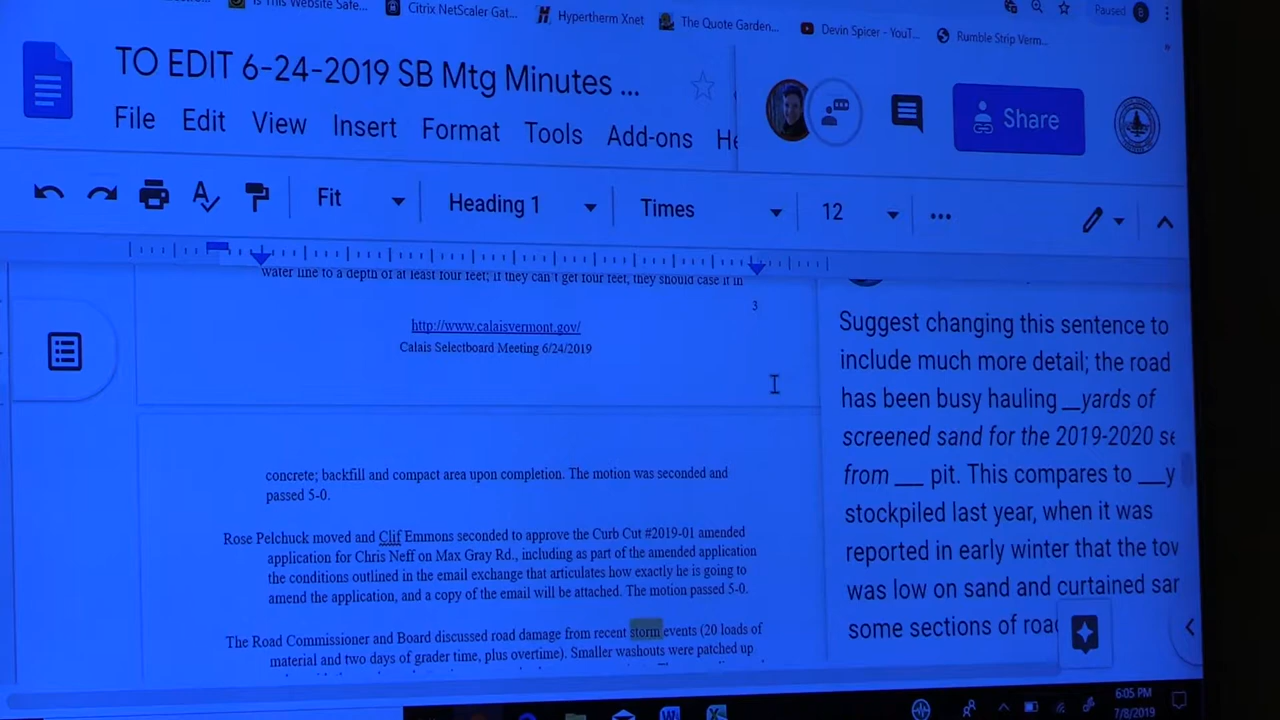 Is This Website Safe...
Citrix NetScaler Gat...
Hypertherm Xnet
The Quote Garden...
Devin Spicer - YouT...
Rumble Strip Verm...
Paused
B
TO EDIT 6-24-2019 SB Mtg Minutes ...
File Edit View Insert Format Tools Add-ons He
Share
Fit
Heading 1
Times
12
water line to a depth of at least four feet; if they can't get four feet, they should case it in
3
http://www.calaisvermont.gov/
Calais Selectboard Meeting 6/24/2019
concrete; backfill and compact area upon completion. The motion was seconded and
passed 5-0.
Rose Pelchuck moved and Clif Emmons seconded to approve the Curb Cut #2019-01 amended
application for Chris Neff on Max Gray Rd., including as part of the amended application
the conditions outlined in the email exchange that articulates how exactly he is going to
amend the application, and a copy of the email will be attached. The motion passed 5-0.
The Road Commissioner and Board discussed road damage from recent storm events (20 loads of
material and two days of grader time, plus overtime). Smaller washouts were patched up
Suggest changing this sentence to
include much more detail; the road
has been busy hauling __yards of
screened sand for the 2019-2020 se
from ___ pit. This compares to ___y
stockpiled last year, when it was
reported in early winter that the tow
was low on sand and curtained san
some sections of road
6:05 PM
7/8/2019